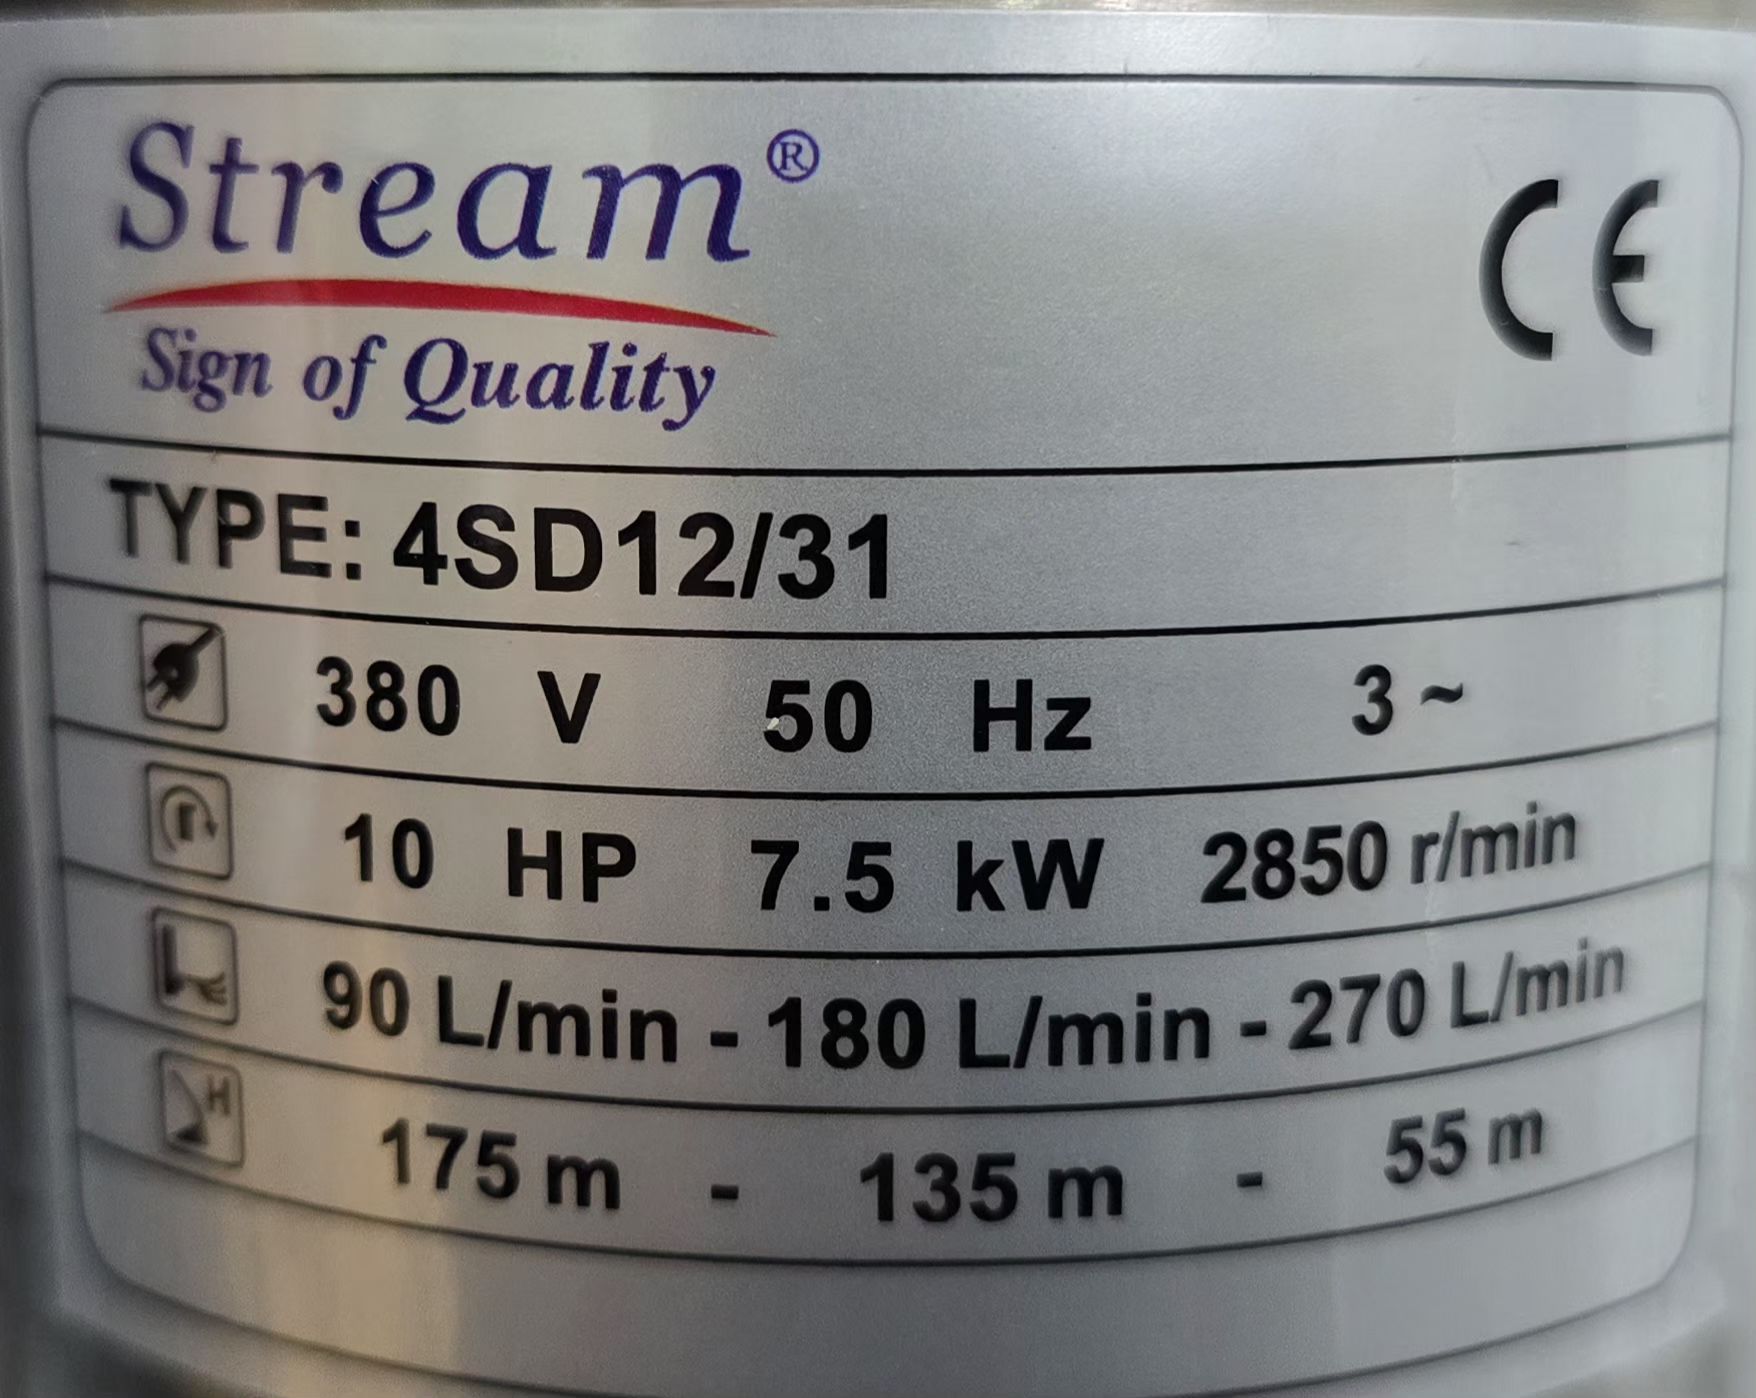 Stream®
CE
Sign of Quality
TYPE: 4SD12/31
380 V 50 Hz 3 ~
10 HP 7.5 kW 2850 r/min
90 L/min - 180 L/min - 270 L/min
H
175 m - 135 m - 55 m